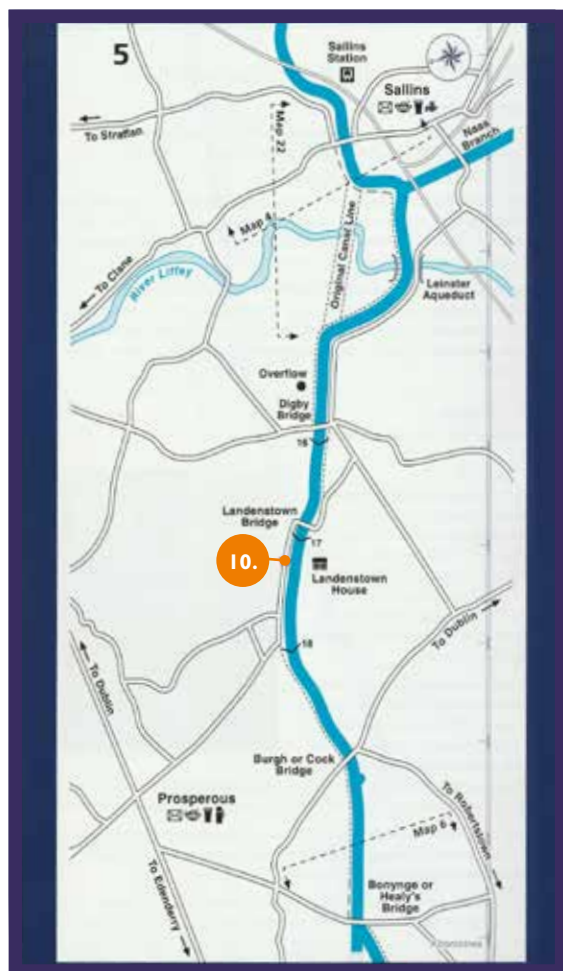 5
Sallins
Station
Sallins
To Straffan
Map 22
Naas
Branch
Map 4
To Clane
River Liffey
Original Canal Line
Leinster
Aqueduct
Overflow
Digby
Bridge
16
Landenstown
Bridge
17
10.
Landenstown
House
To Dublin
18
To Dublin
Burgh or Cock
Bridge
Prosperous
To Robertstown
Map 6
To Edenderry
Bonynge or
Healy's
Bridge